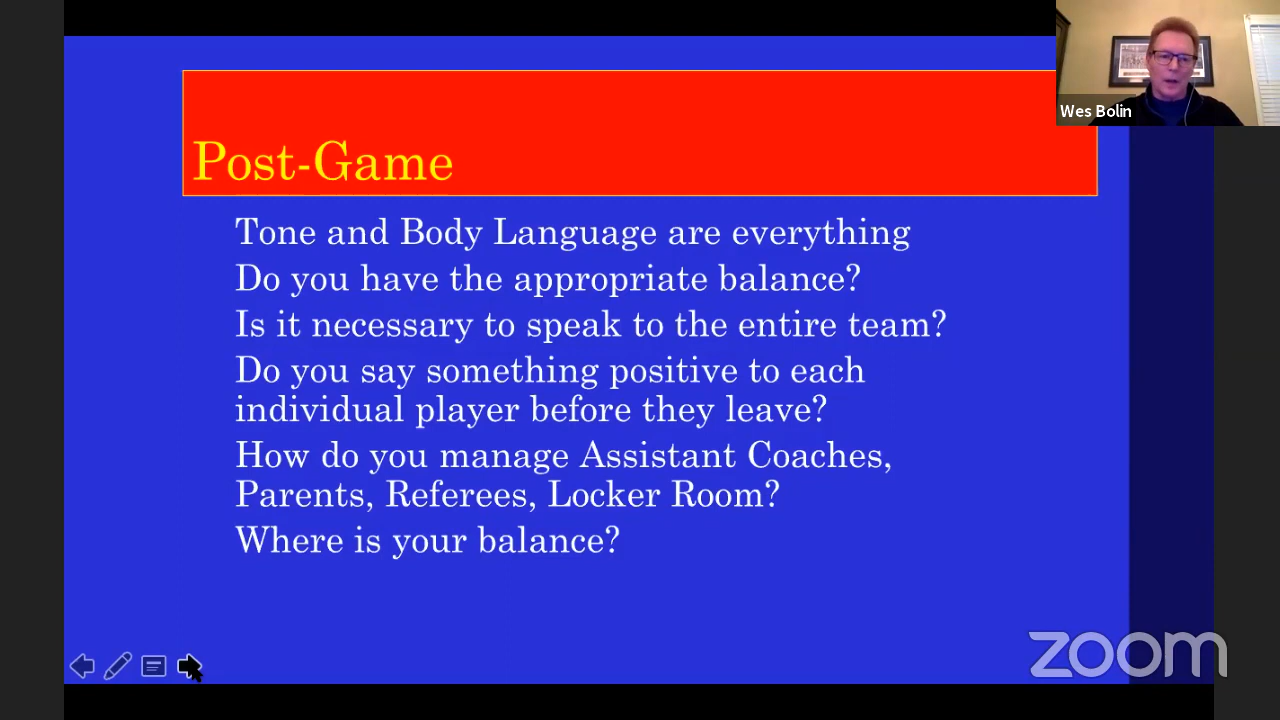 Wes Bolin
Post-Game
Tone and Body Language are everything
Do you have the appropriate balance?
Is it necessary to speak to the entire team?
Do you say something positive to each
individual player before they leave?
How do you manage Assistant Coaches,
Parents, Referees, Locker Room?
Where is your balance?
zoom